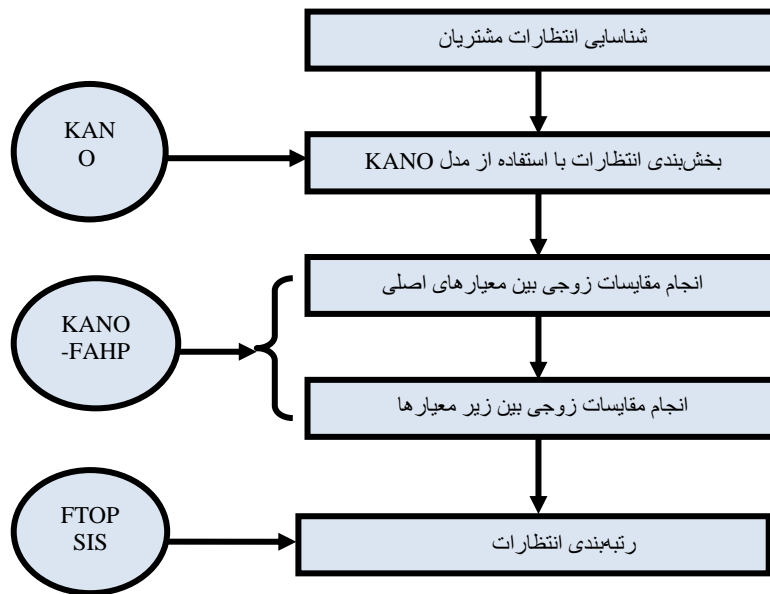 شناسایی انتظارات مشتریان
KAN
O
بخش‌بندی انتظارات با استفاده از مدل KANO
انجام مقایسات زوجی بین معیارهای اصلی
KANO
-FAHP
انجام مقایسات زوجی بین زیر معیارها
FTOP
SIS
رتبه‌بندی انتظارات